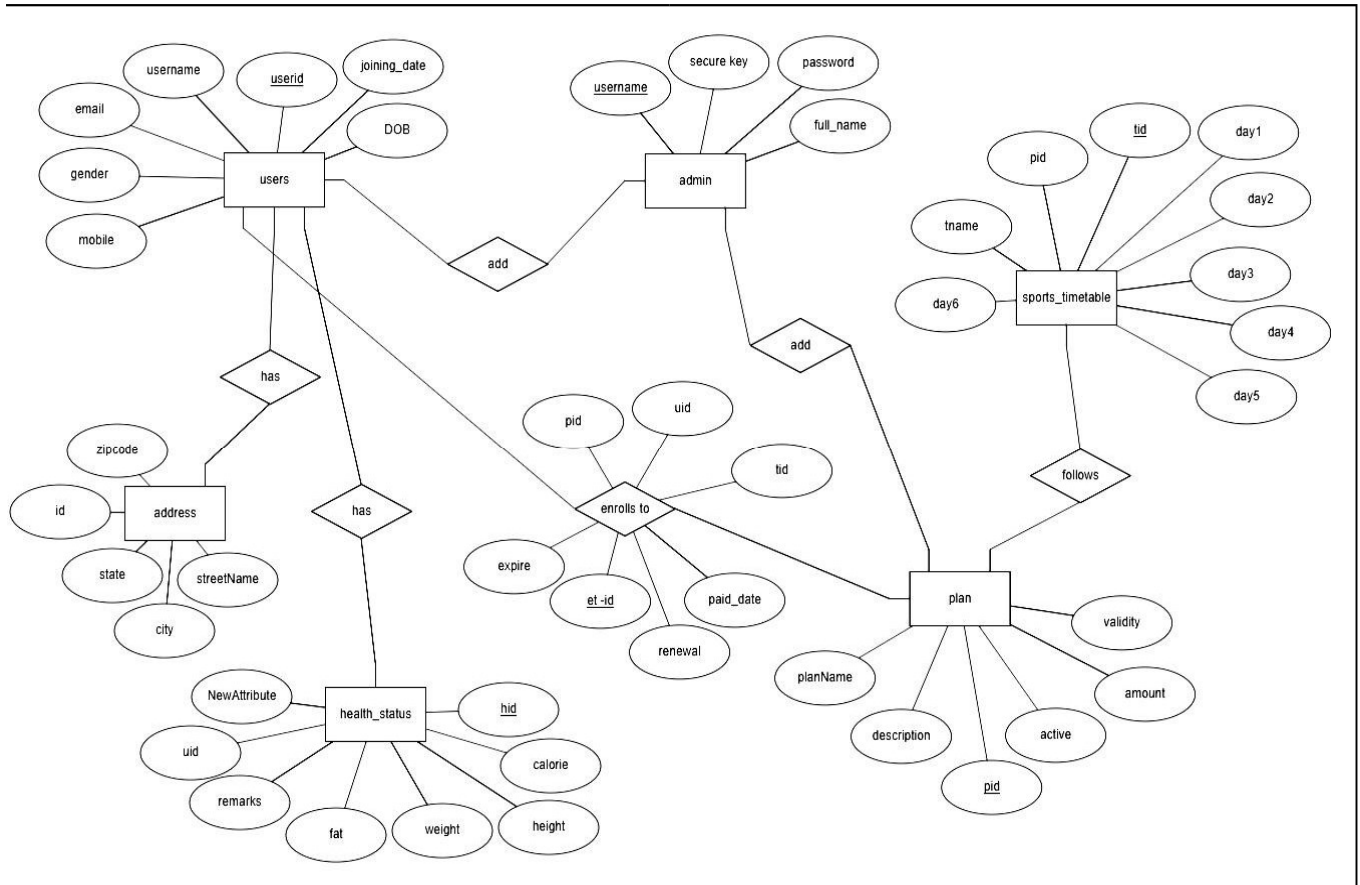 username
userid
joining_date
email
DOB
gender
users
mobile
secure key
password
username
full_name
admin
add
tid
day1
pid
day2
tname
day3
day6
sports_timetable
day4
day5
add
has
zipcode
id
address
state
streetName
city
has
pid
uid
tid
enrolls to
expire
et -id
paid_date
renewal
follows
plan
validity
planName
amount
description
active
pid
NewAttribute
health_status
hid
uid
calorie
remarks
fat
weight
height